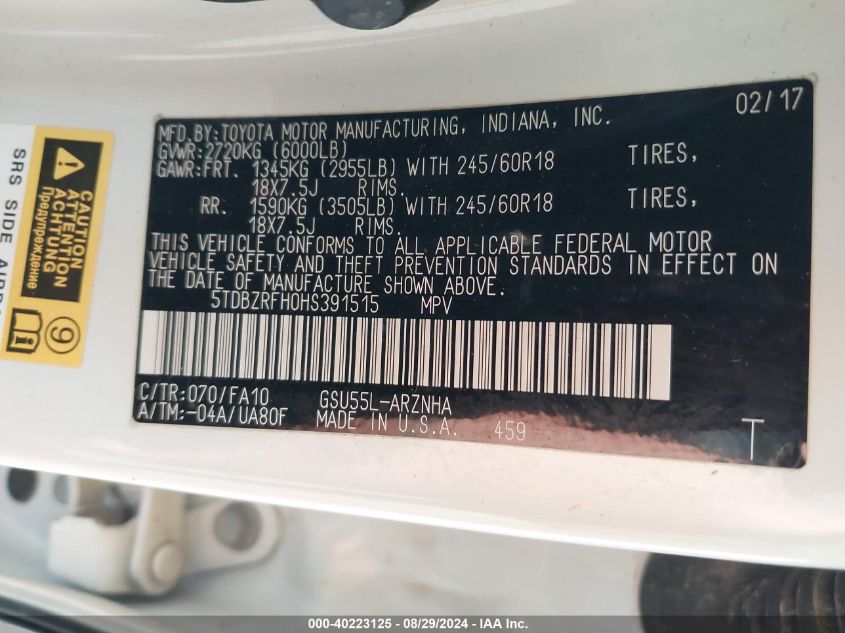 02/17
MFD. BY: TOYOTA MOTOR MANUFACTURING, INDIANA, INC.
GVWR: 2720KG (6000LB)
GAWR: FRT. 1345KG (2955LB) WITH 245/60R18 TIRES,
18X7.5J RIMS.
RR. 1590KG (3505LB) WITH 245/60R18 TIRES,
18X7.5J RIMS.
THIS VEHICLE CONFORMS TO ALL APPLICABLE FEDERAL MOTOR
VEHICLE SAFETY AND THEFT PREVENTION STANDARDS IN EFFECT ON
THE DATE OF MANUFACTURE SHOWN ABOVE.
5TDBZRFH0HS391515 MPV
C/TR: 070/FA10 GSU55L-ARZNHA
A/TM: -04A/UA80F MADE IN U.S.A. 459 T
CAUTION
ATTENTION
ACHTUNG
Предупреждение
9
SRS SIDE
000-40223125 - 08/29/2024 - IAA Inc.